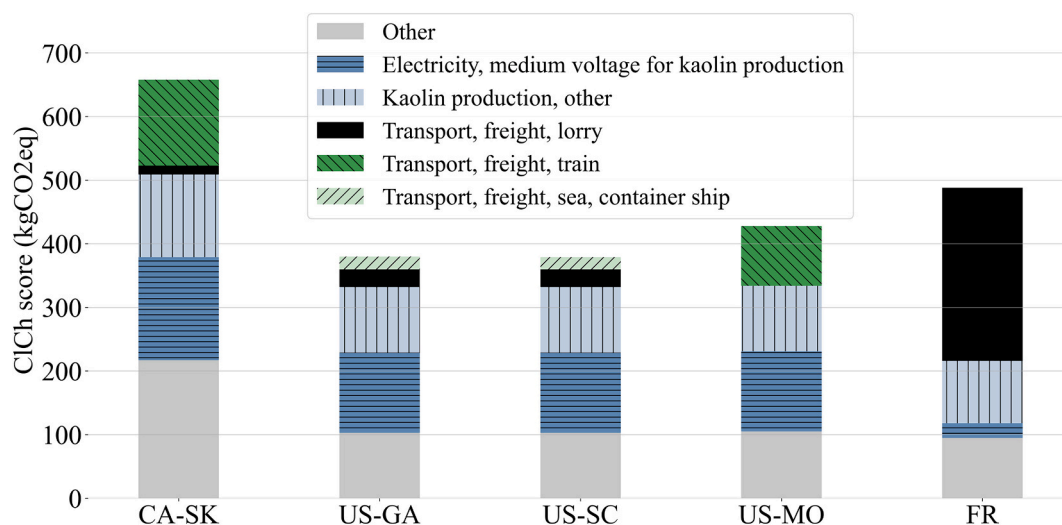 Other
Electricity, medium voltage for kaolin production
Kaolin production, other
Transport, freight, lorry
Transport, freight, train
Transport, freight, sea, container ship
ClCh score (kgCO2eq)
700
600
500
400
300
200
100
0
CA-SK US-GA US-SC US-MO FR